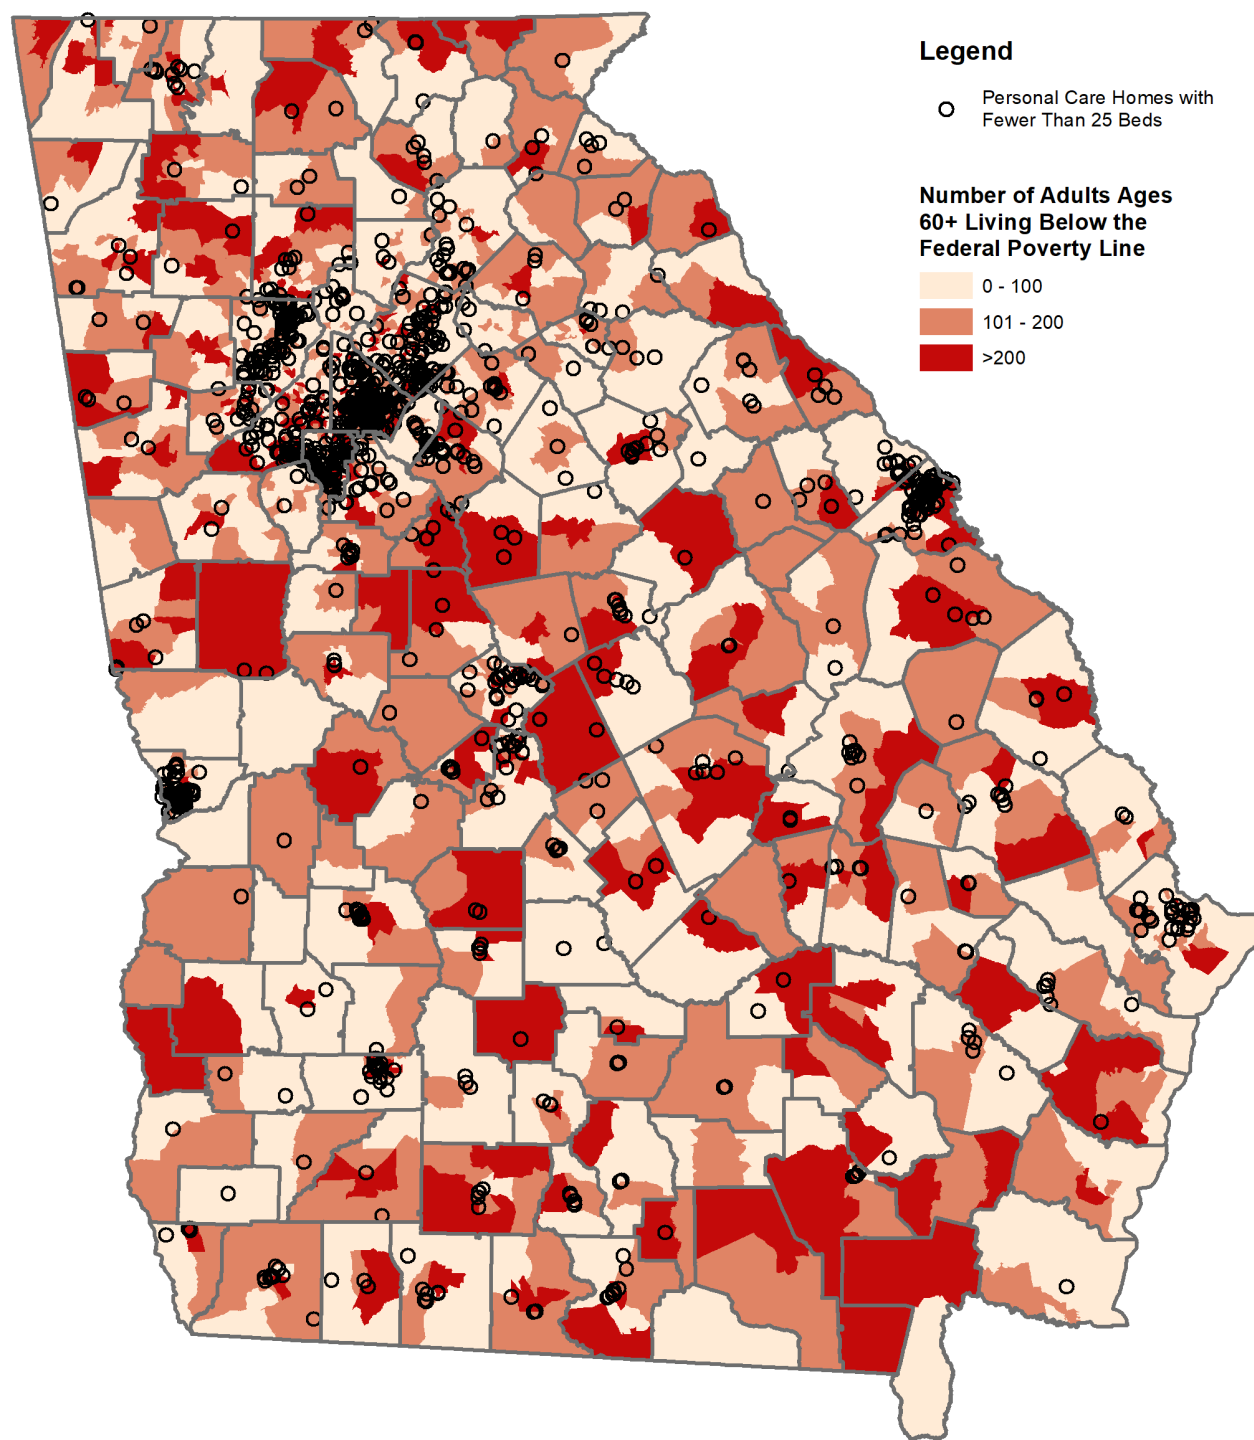 Legend
Personal Care Homes with
Fewer Than 25 Beds
Number of Adults Ages
60+ Living Below the
Federal Poverty Line
0 - 100
101 - 200
>200